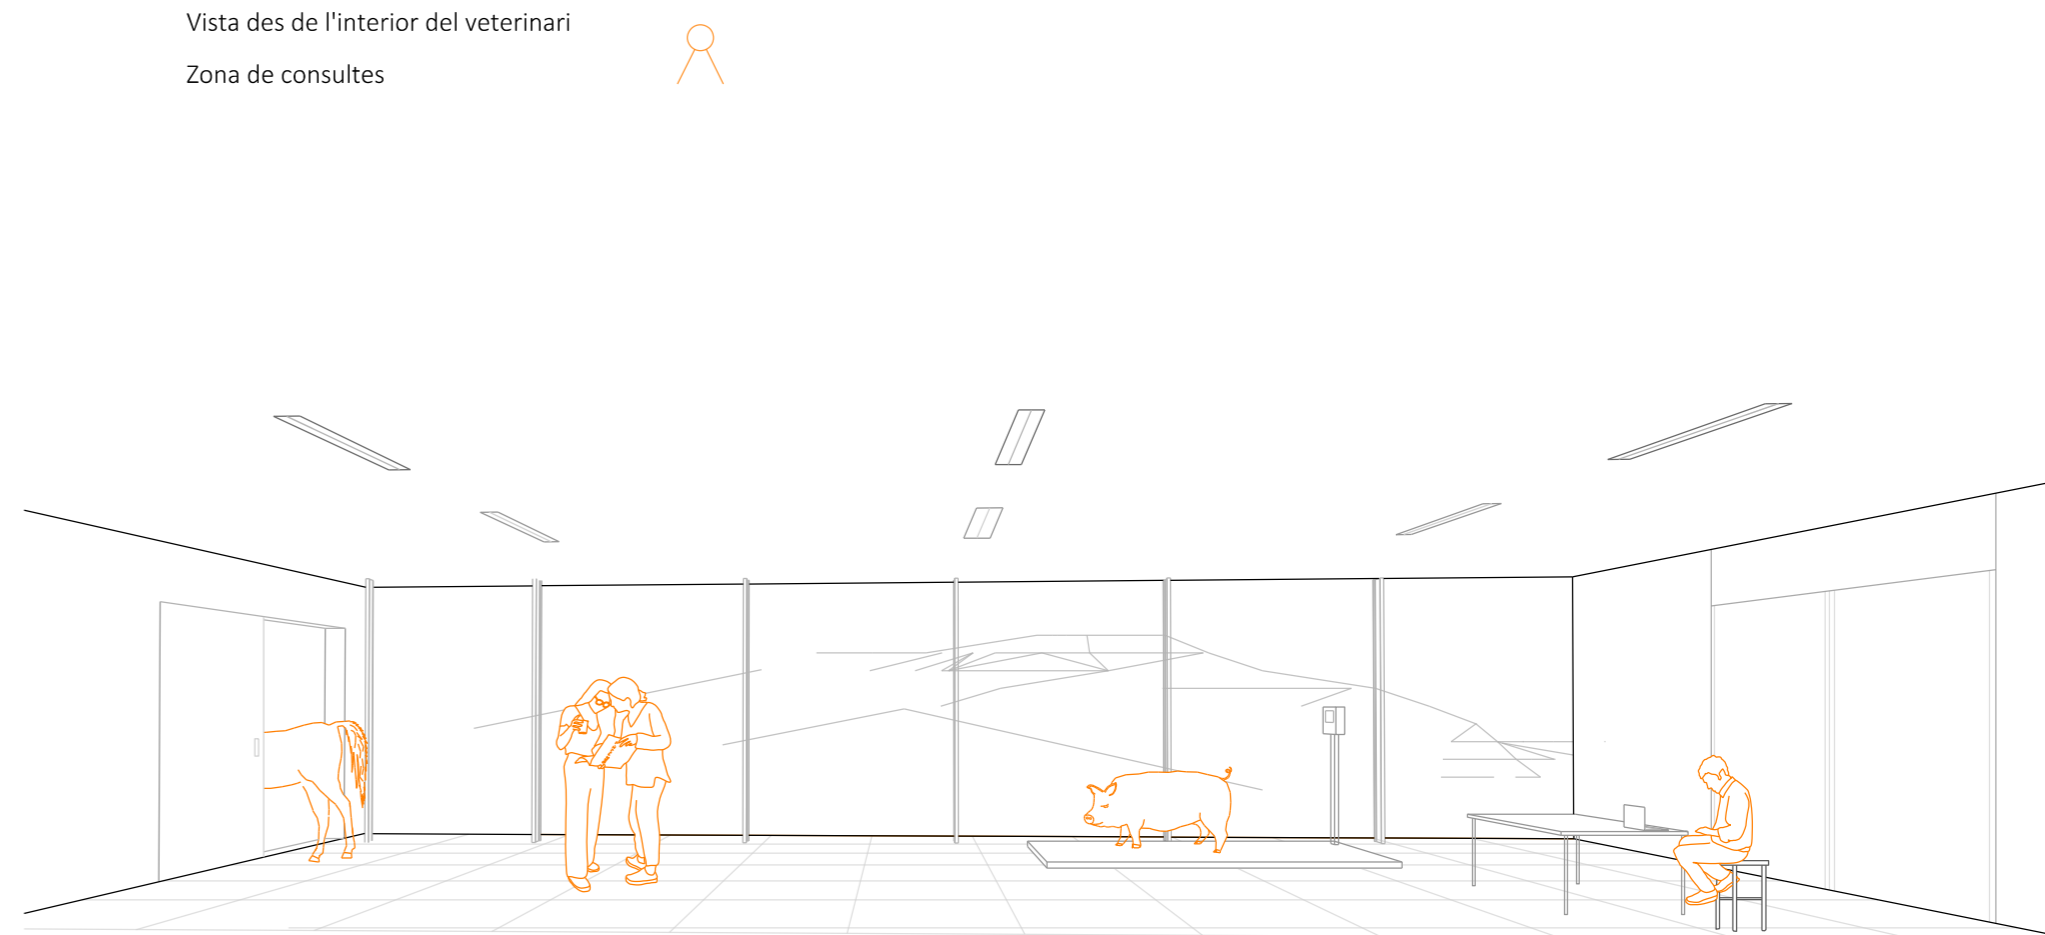 Vista des de l'interior del veterinari
Zona de consultes